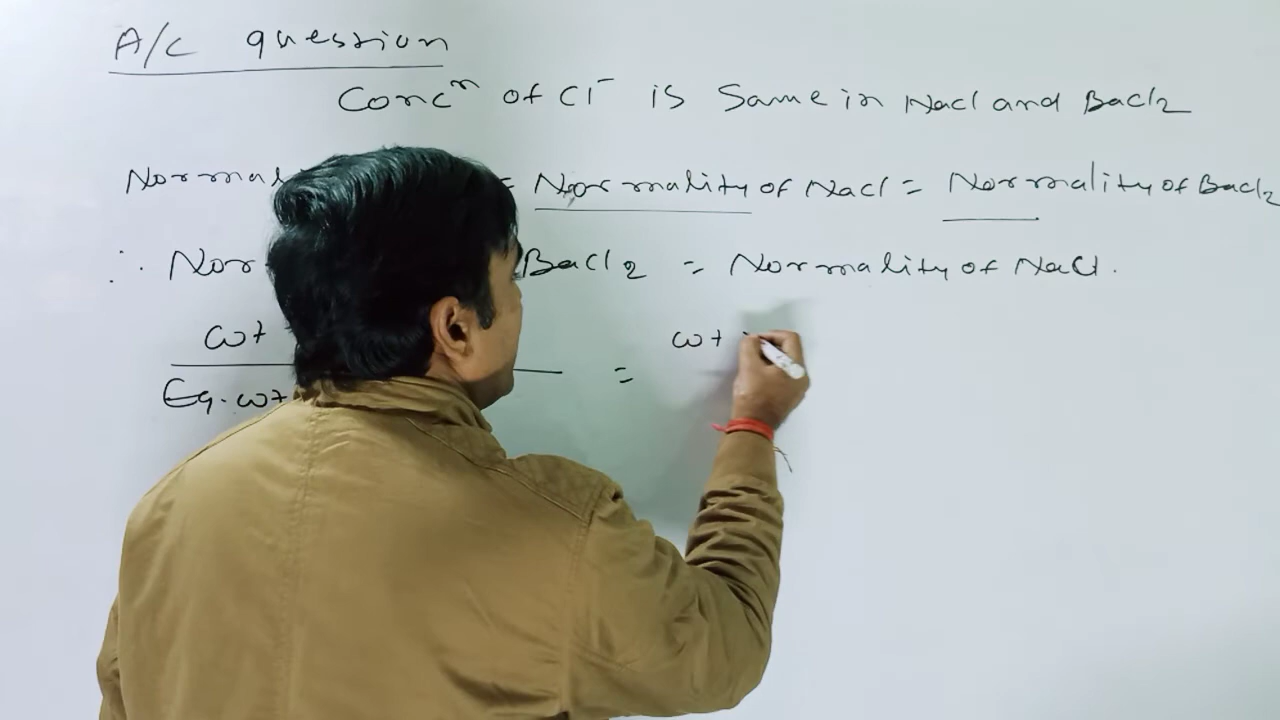 A/C question
Concn of Cl- is same in NaCl and BaCl2
Normal = Normality of NaCl = Normality of BaCl2
∴ Nor BaCl2 = Normality of NaCl.
wt = wt
Eq. wt